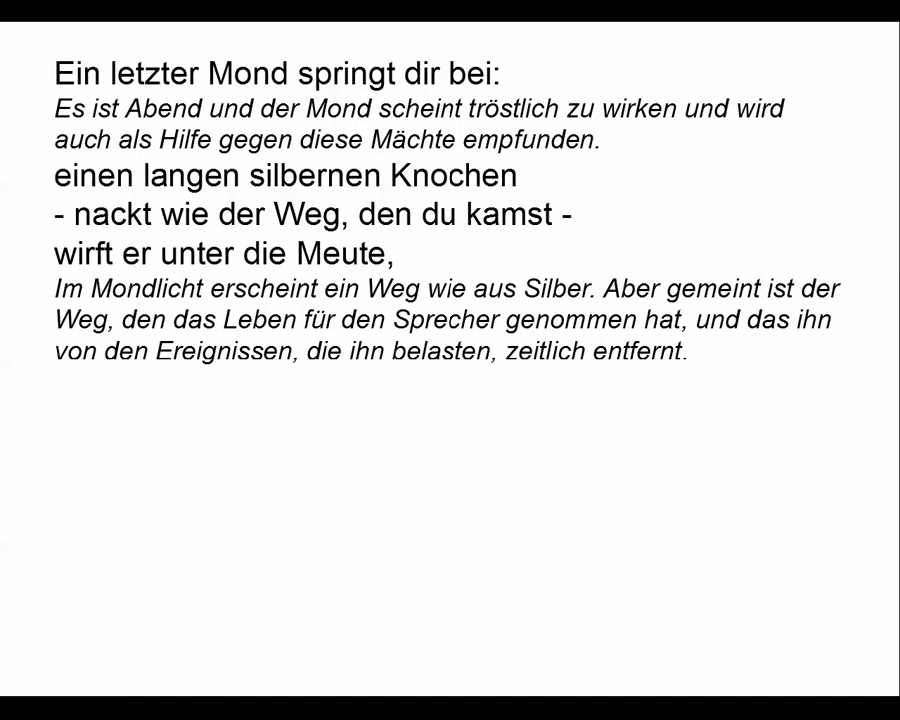 Ein letzter Mond springt dir bei:
Es ist Abend und der Mond scheint tröstlich zu wirken und wird
auch als Hilfe gegen diese Mächte empfunden.
einen langen silbernen Knochen
- nackt wie der Weg, den du kamst -
wirft er unter die Meute,
Im Mondlicht erscheint ein Weg wie aus Silber. Aber gemeint ist der
Weg, den das Leben für den Sprecher genommen hat, und das ihn
von den Ereignissen, die ihn belasten, zeitlich entfernt.